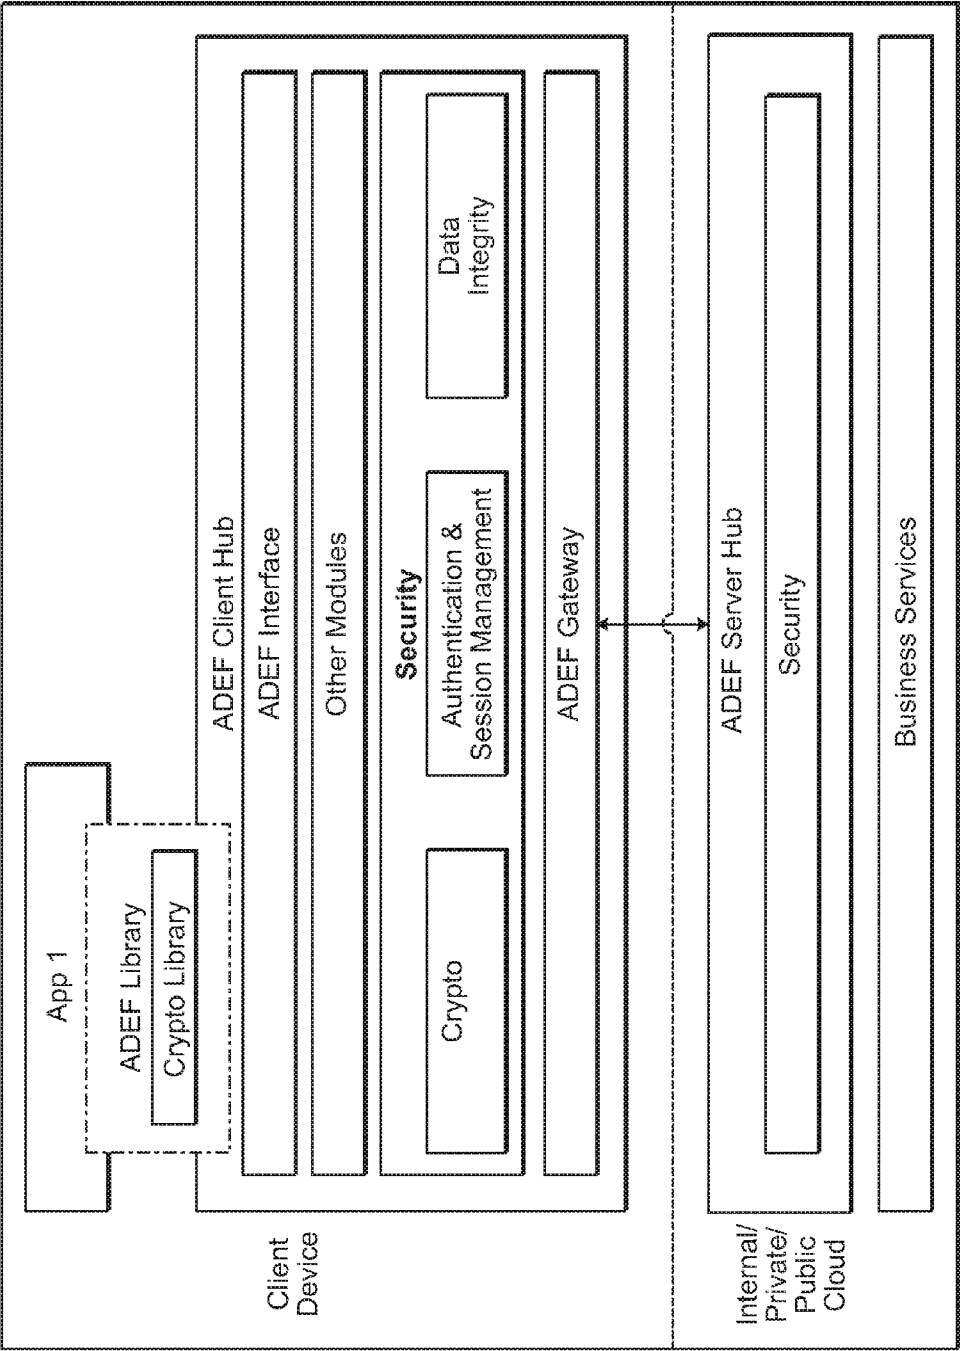 App 1
ADEF Library
Crypto Library
Client
Device
ADEF Client Hub
ADEF Interface
Other Modules
Security
Crypto
Authentication &
Session Management
Data
Integrity
ADEF Gateway
Internal/
Private/
Public
Cloud
ADEF Server Hub
Security
Business Services